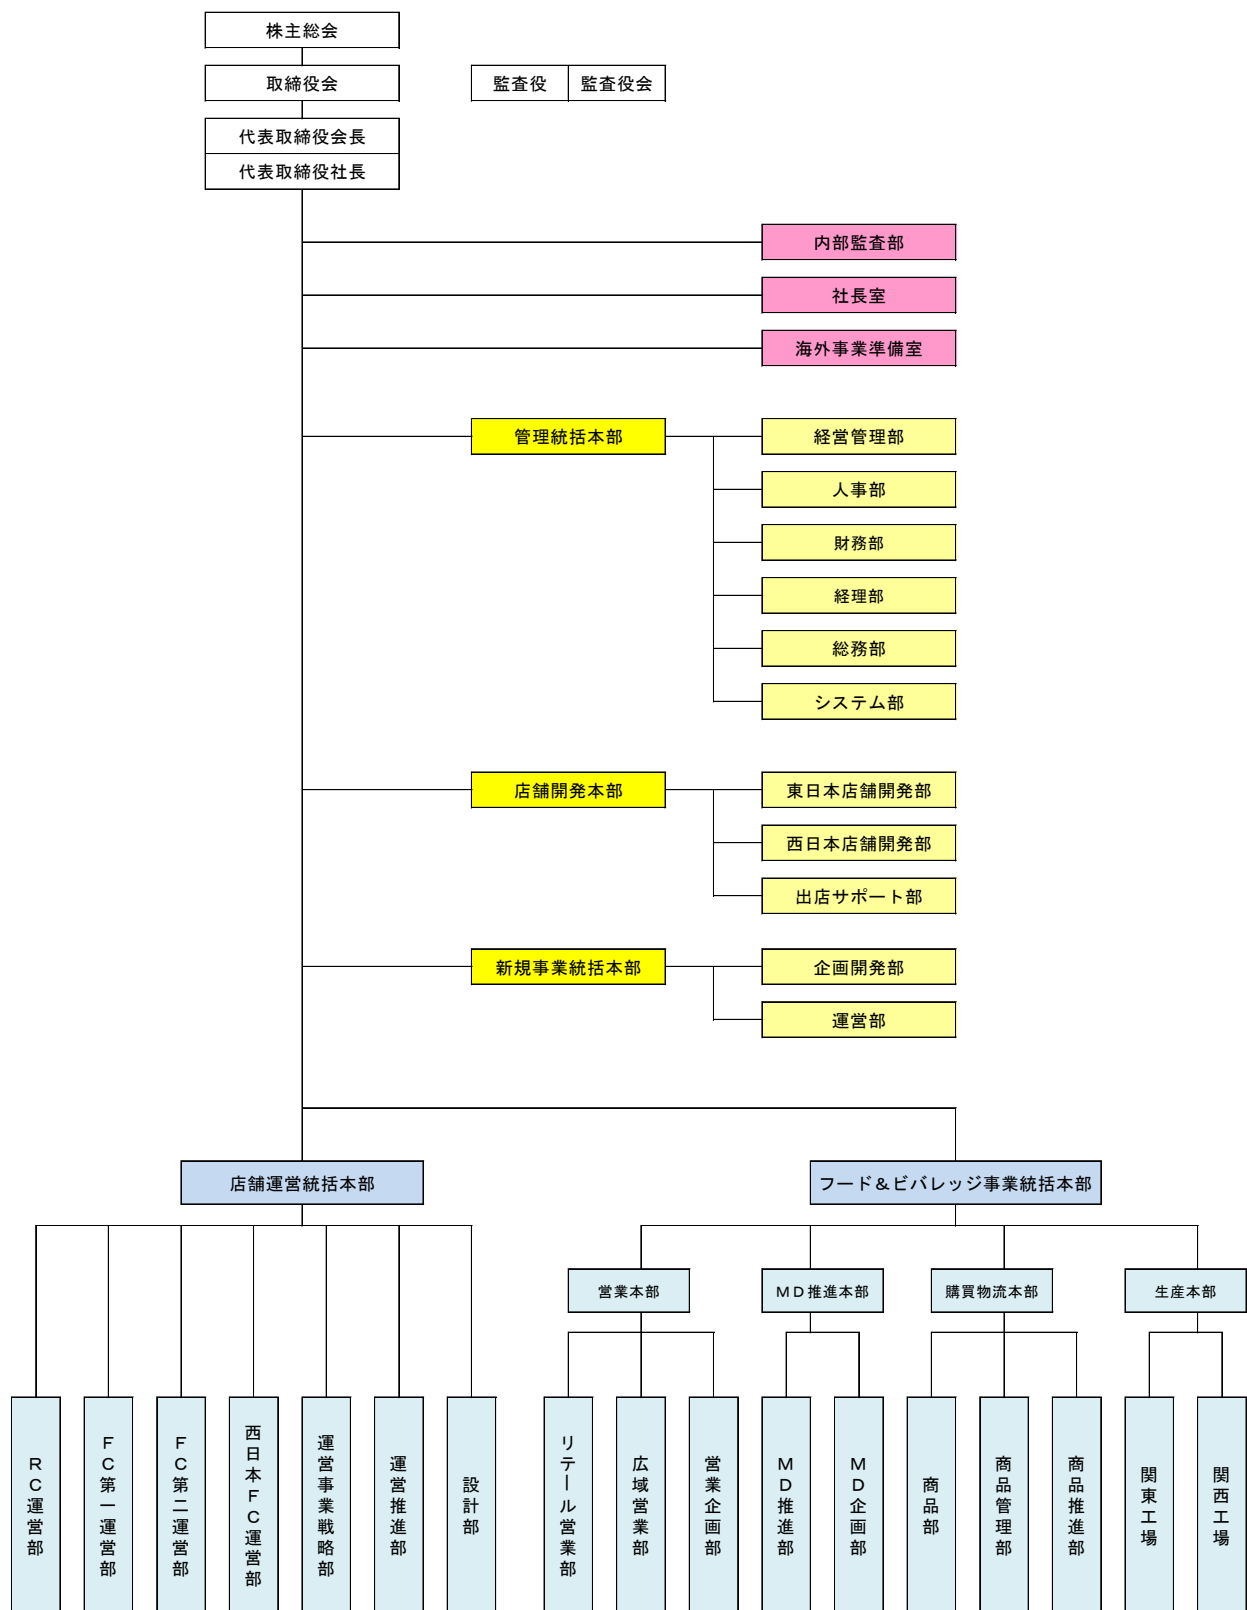 株主総会
取締役会
監査役
監査役会
代表取締役会長
代表取締役社長
内部監査部
社長室
海外事業準備室
管理統括本部
経営管理部
人事部
財務部
経理部
総務部
システム部
店舗開発本部
東日本店舗開発部
西日本店舗開発部
出店サポート部
新規事業統括本部
企画開発部
運営部
店舗運営統括本部
フード＆ビバレッジ事業統括本部
営業本部
ＭＤ推進本部
購買物流本部
生産本部
ＲＣ運営部
ＦＣ第一運営部
ＦＣ第二運営部
西日本ＦＣ運営部
運営事業戦略部
運営推進部
設計部
リテール営業部
広域営業部
営業企画部
ＭＤ推進部
ＭＤ企画部
商品部
商品管理部
商品推進部
関東工場
関西工場